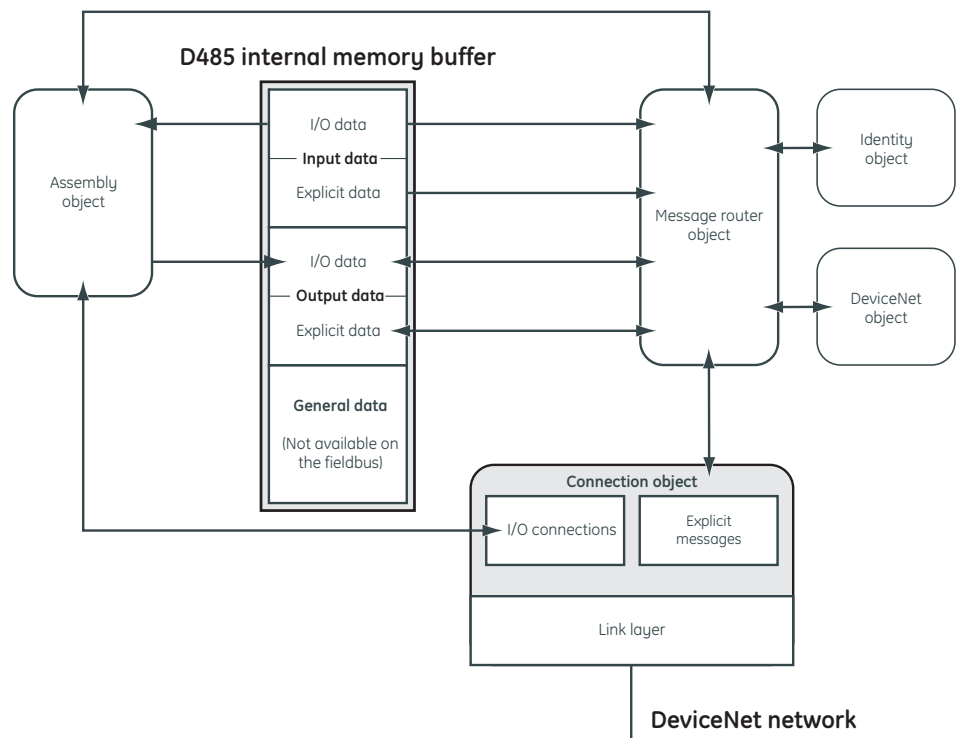 D485 internal memory buffer
Assembly
object
I/O data
Input data
Explicit data
I/O data
Output data
Explicit data
General data
(Not available on
the fieldbus)
Message router
object
Identity
object
DeviceNet
object
Connection object
I/O connections
Explicit
messages
Link layer
DeviceNet network